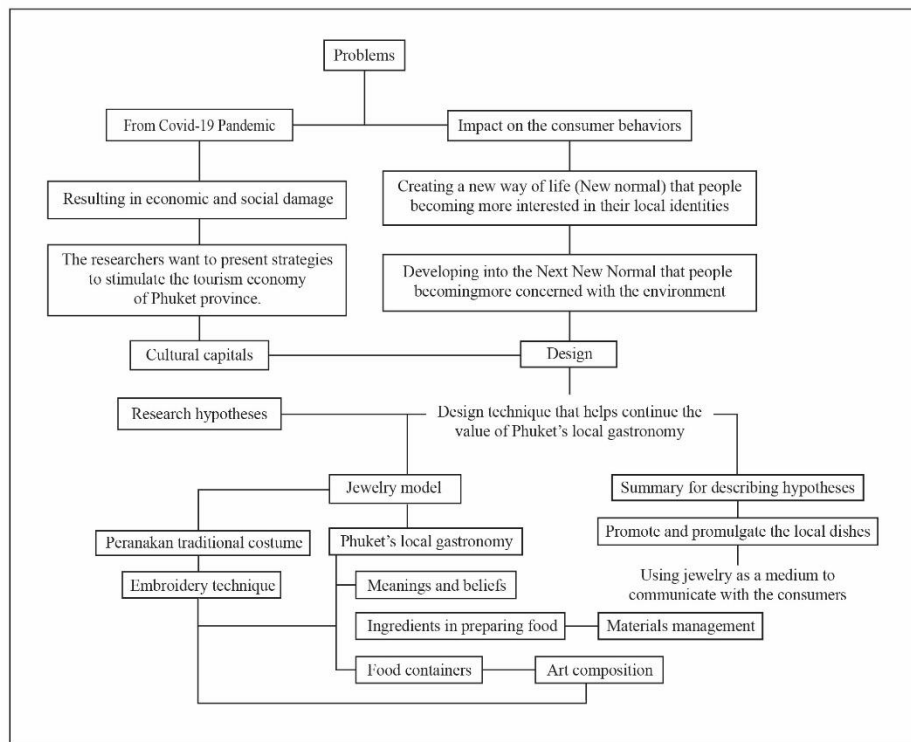 Problems
From Covid-19 Pandemic
Impact on the consumer behaviors
Resulting in economic and social damage
Creating a new way of life (New normal) that people
becoming more interested in their local identities
The researchers want to present strategies
to stimulate the tourism economy
of Phuket province.
Developing into the Next New Normal that people
becomingmore concerned with the environment
Cultural capitals
Design
Research hypotheses
Design technique that helps continue the
value of Phuket's local gastronomy
Jewelry model
Summary for describing hypotheses
Peranakan traditional costume
Phuket's local gastronomy
Promote and promulgate the local dishes
Embroidery technique
Meanings and beliefs
Using jewelry as a medium to
communicate with the consumers
Ingredients in preparing food
Materials management
Food containers
Art composition